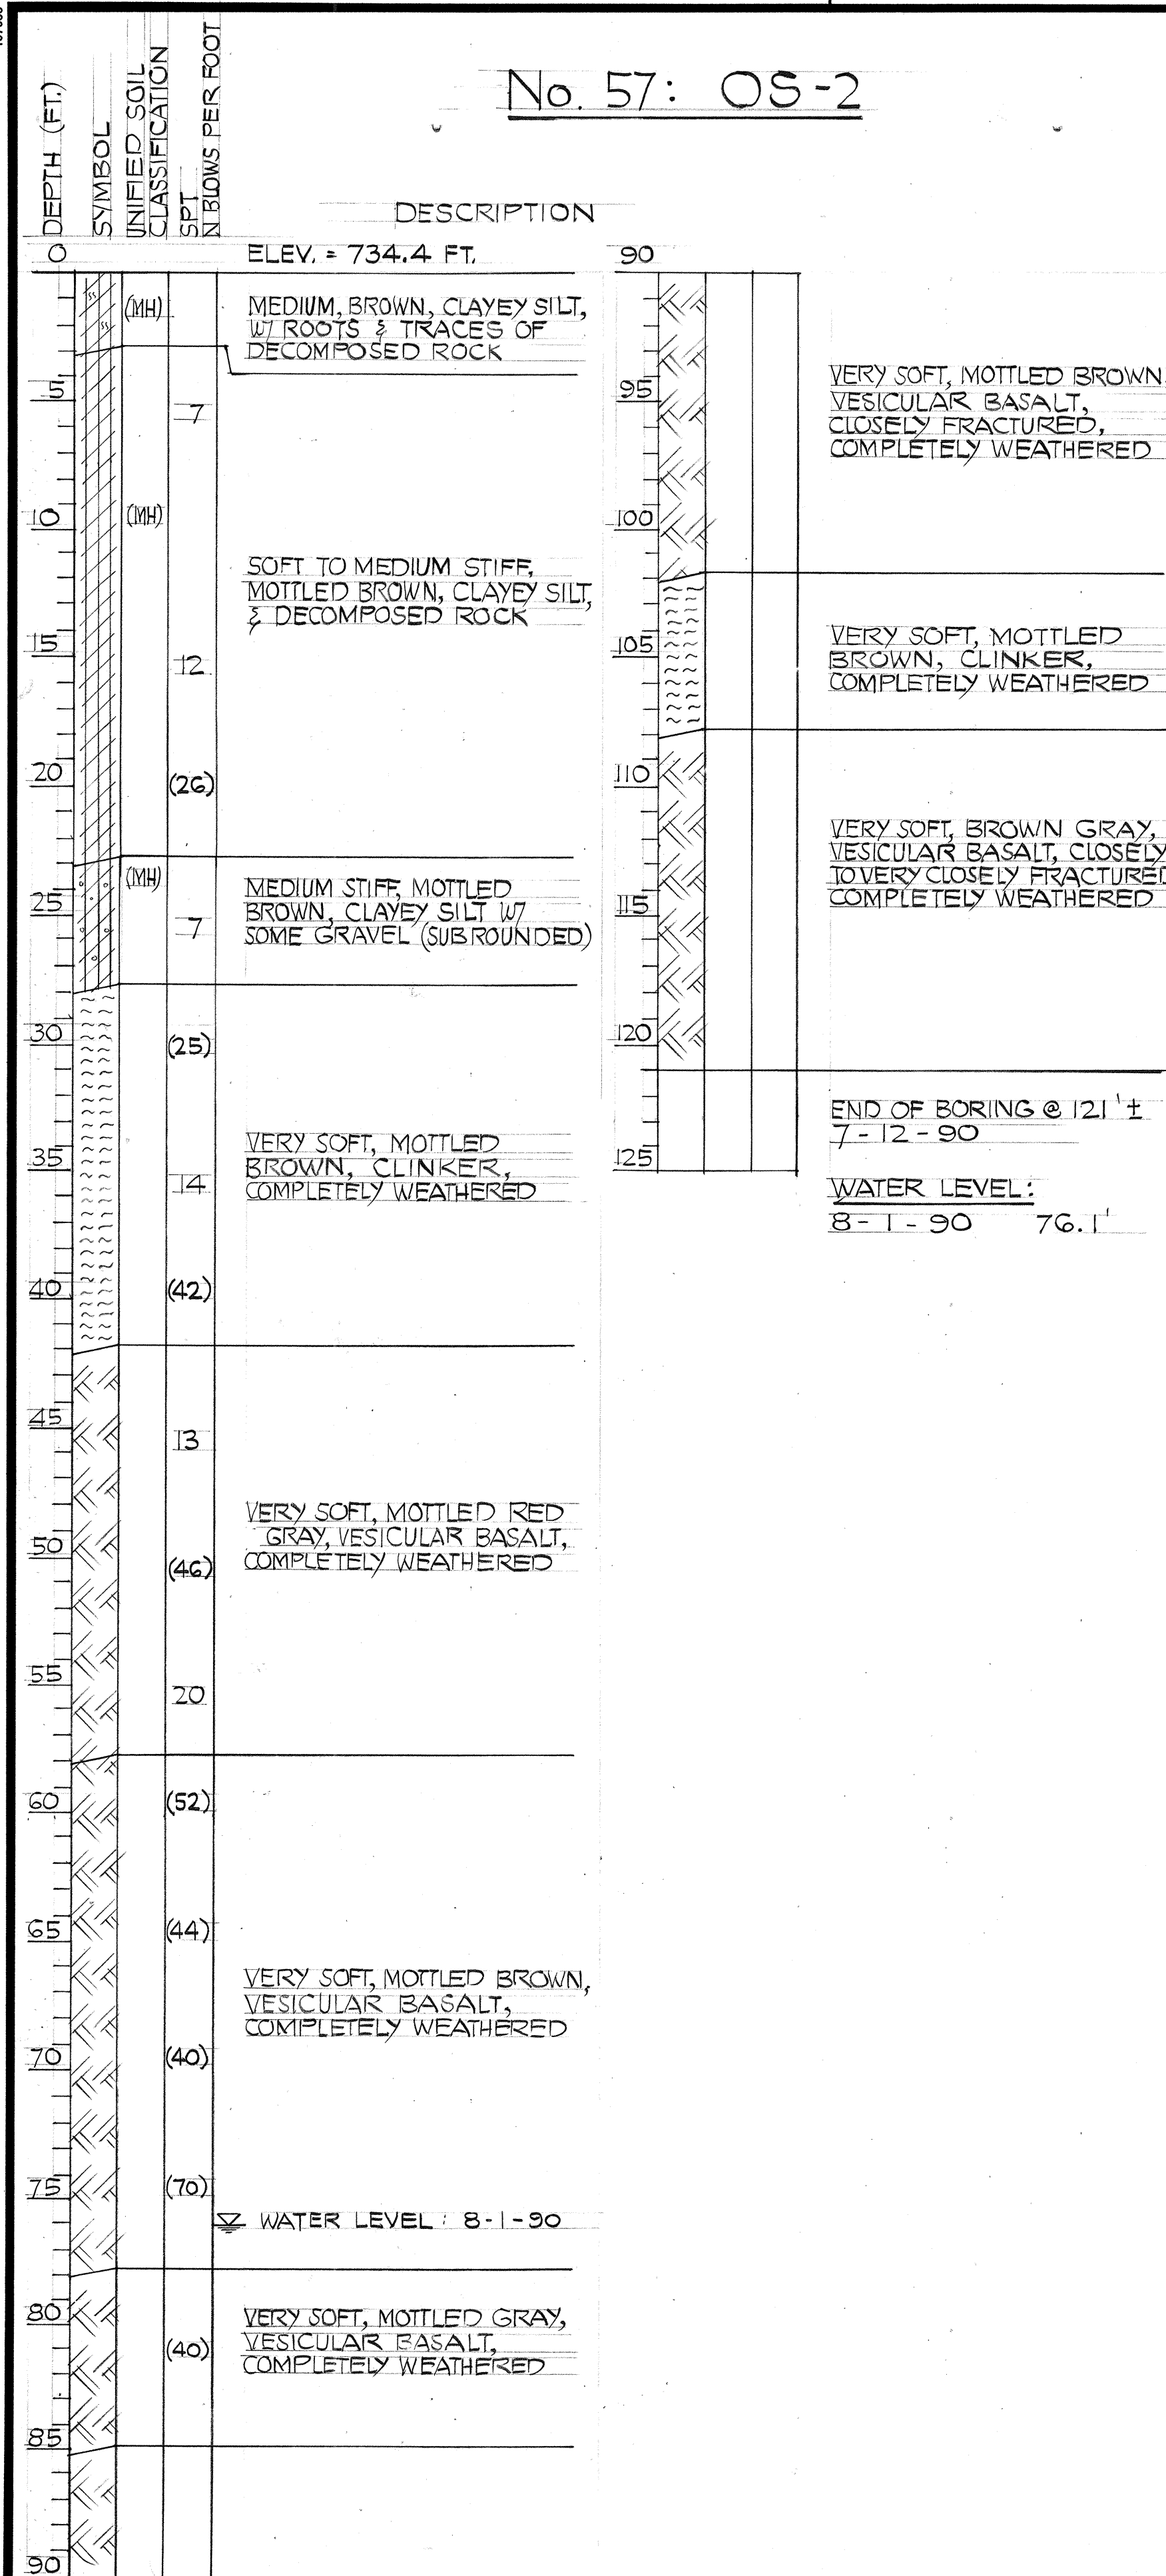 No. 57: OS-2
DEPTH (FT.)
SYMBOL
UNIFIED SOIL
CLASSIFICATION
SPT
N BLOWS PER FOOT
DESCRIPTION
0
ELEV. = 734.4 FT.
(MH)
MEDIUM, BROWN, CLAYEY SILT,
W/ ROOTS & TRACES OF
DECOMPOSED ROCK
5
7
10
(MH)
SOFT TO MEDIUM STIFF,
MOTTLED BROWN, CLAYEY SILT,
& DECOMPOSED ROCK
15
12
20
(26)
(MH)
MEDIUM STIFF, MOTTLED
BROWN, CLAYEY SILT W/
SOME GRAVEL (SUBROUNDED)
25
7
30
(25)
VERY SOFT, MOTTLED
BROWN, CLINKER,
COMPLETELY WEATHERED
35
14
40
(42)
45
13
VERY SOFT, MOTTLED RED
GRAY, VESICULAR BASALT,
COMPLETELY WEATHERED
50
(46)
55
20
60
(52)
65
(44)
VERY SOFT, MOTTLED BROWN,
VESICULAR BASALT,
COMPLETELY WEATHERED
70
(40)
75
(70)
WATER LEVEL: 8-1-90
80
(40)
VERY SOFT, MOTTLED GRAY,
VESICULAR BASALT,
COMPLETELY WEATHERED
85
90
90
VERY SOFT, MOTTLED BROWN,
VESICULAR BASALT,
CLOSELY FRACTURED,
COMPLETELY WEATHERED
95
100
105
VERY SOFT, MOTTLED
BROWN, CLINKER,
COMPLETELY WEATHERED
110
VERY SOFT, BROWN GRAY,
VESICULAR BASALT, CLOSELY
TO VERY CLOSELY FRACTURED
COMPLETELY WEATHERED
115
120
END OF BORING @ 121'±
7-12-90
125
WATER LEVEL:
8-1-90 76.1'